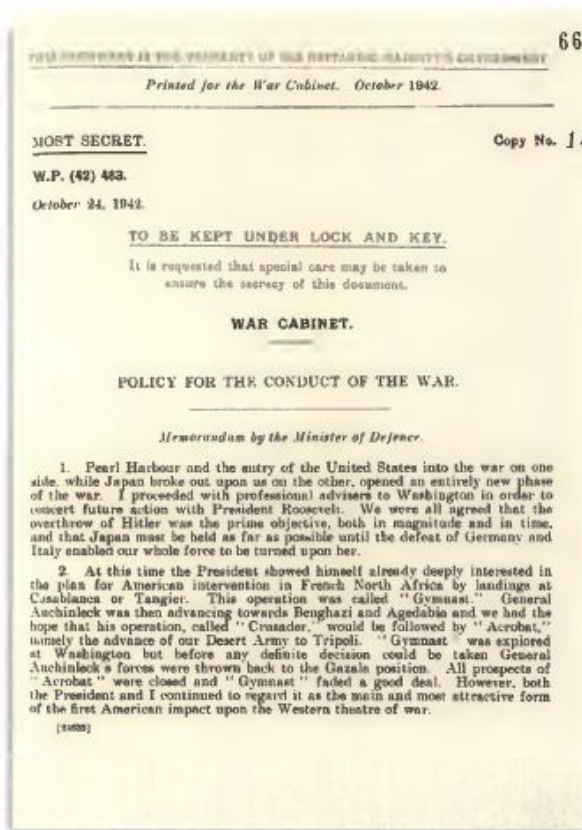 66
THIS DOCUMENT IS THE PROPERTY OF HIS BRITANNIC MAJESTY'S GOVERNMENT
Printed for the War Cabinet. October 1942.
MOST SECRET.
Copy No.
W.P. (42) 483.
October 24, 1942.
TO BE KEPT UNDER LOCK AND KEY.
It is requested that special care may be taken to
ensure the secrecy of this document.
WAR CABINET.
POLICY FOR THE CONDUCT OF THE WAR.
Memorandum by the Minister of Defence.
1. Pearl Harbour and the entry of the United States into the war on one
side, while Japan broke out upon us on the other, opened an entirely new phase
of the war. I proceeded with professional advisers to Washington in order to
concert future action with President Roosevelt. We were all agreed that the
overthrow of Hitler was the prime objective, both in magnitude and in time,
and that Japan must be held as far as possible until the defeat of Germany and
Italy enabled our whole force to be turned upon her.
2. At this time the President showed himself already deeply interested in
the plan for American intervention in French North Africa by landings at
Casablanca or Tangier. This operation was called "Gymnast." General
Auchinleck was then advancing towards Benghazi and Agedabia and we had the
hope that his operation, called "Crusader," would be followed by "Acrobat,"
namely the advance of our Desert Army to Tripoli. "Gymnast" was explored
at Washington but before any definite decision could be taken General
Auchinleck's forces were thrown back to the Gazala position. All prospects of
"Acrobat" were closed and "Gymnast" faded a good deal. However, both
the President and I continued to regard it as the main and most attractive form
of the first American impact upon the Western theatre of war.